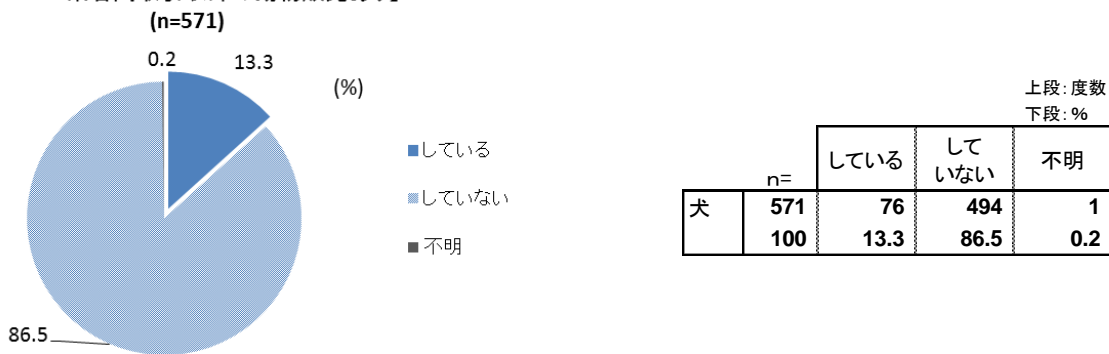 (n=571)
0.2
13.3
(%)
している
していない
不明
86.5
上段：度数
下段：%
n=
している
して
いない
不明
犬
571
76
494
1
100
13.3
86.5
0.2